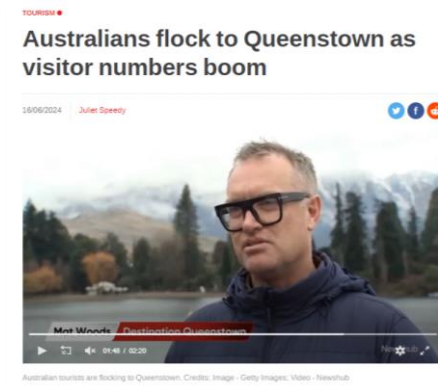 TOURISM
Australians flock to Queenstown as
visitor numbers boom
16/06/2024 Juliet Speedy
Mat Woods Destination Queenstown
01:48 / 02:20
Newshub
Australian tourists are flocking to Queenstown. Credits: Image - Getty Images; Video - Newshub.